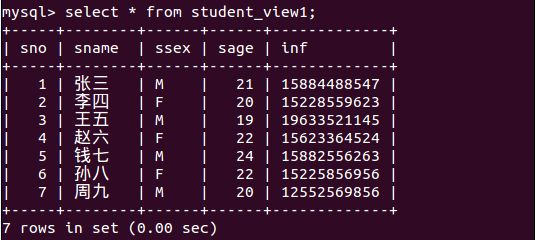 mysql> select * from student_view1;
+-----+--------+------+------+-------------+
| sno | sname | ssex | sage | inf |
+-----+--------+------+------+-------------+
| 1 | 张三 | M | 21 | 15884488547 |
| 2 | 李四 | F | 20 | 15228559623 |
| 3 | 王五 | M | 19 | 19633521145 |
| 4 | 赵六 | F | 22 | 15623364524 |
| 5 | 钱七 | M | 24 | 15882556263 |
| 6 | 孙八 | F | 22 | 15225856956 |
| 7 | 周九 | M | 20 | 12552569856 |
+-----+--------+------+------+-------------+
7 rows in set (0.00 sec)